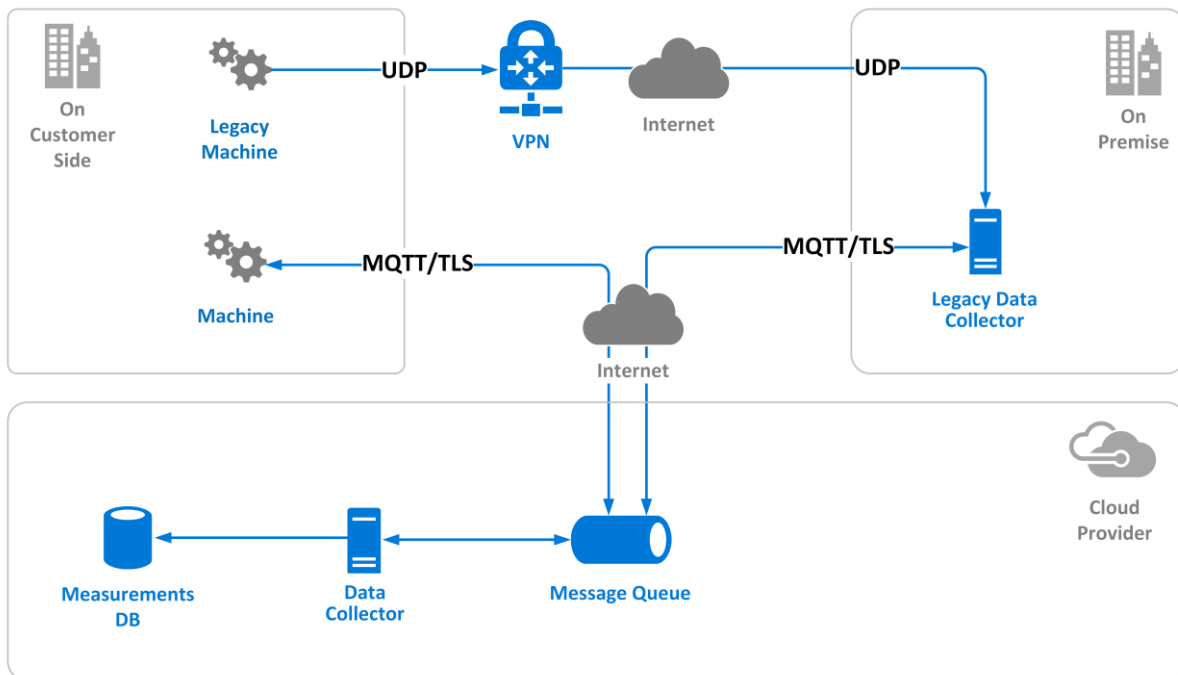 On
Customer
Side
Legacy
Machine
UDP
VPN
Internet
UDP
On
Premise
Machine
MQTT/TLS
Internet
MQTT/TLS
Legacy Data
Collector
Cloud
Provider
Measurements
DB
Data
Collector
Message Queue